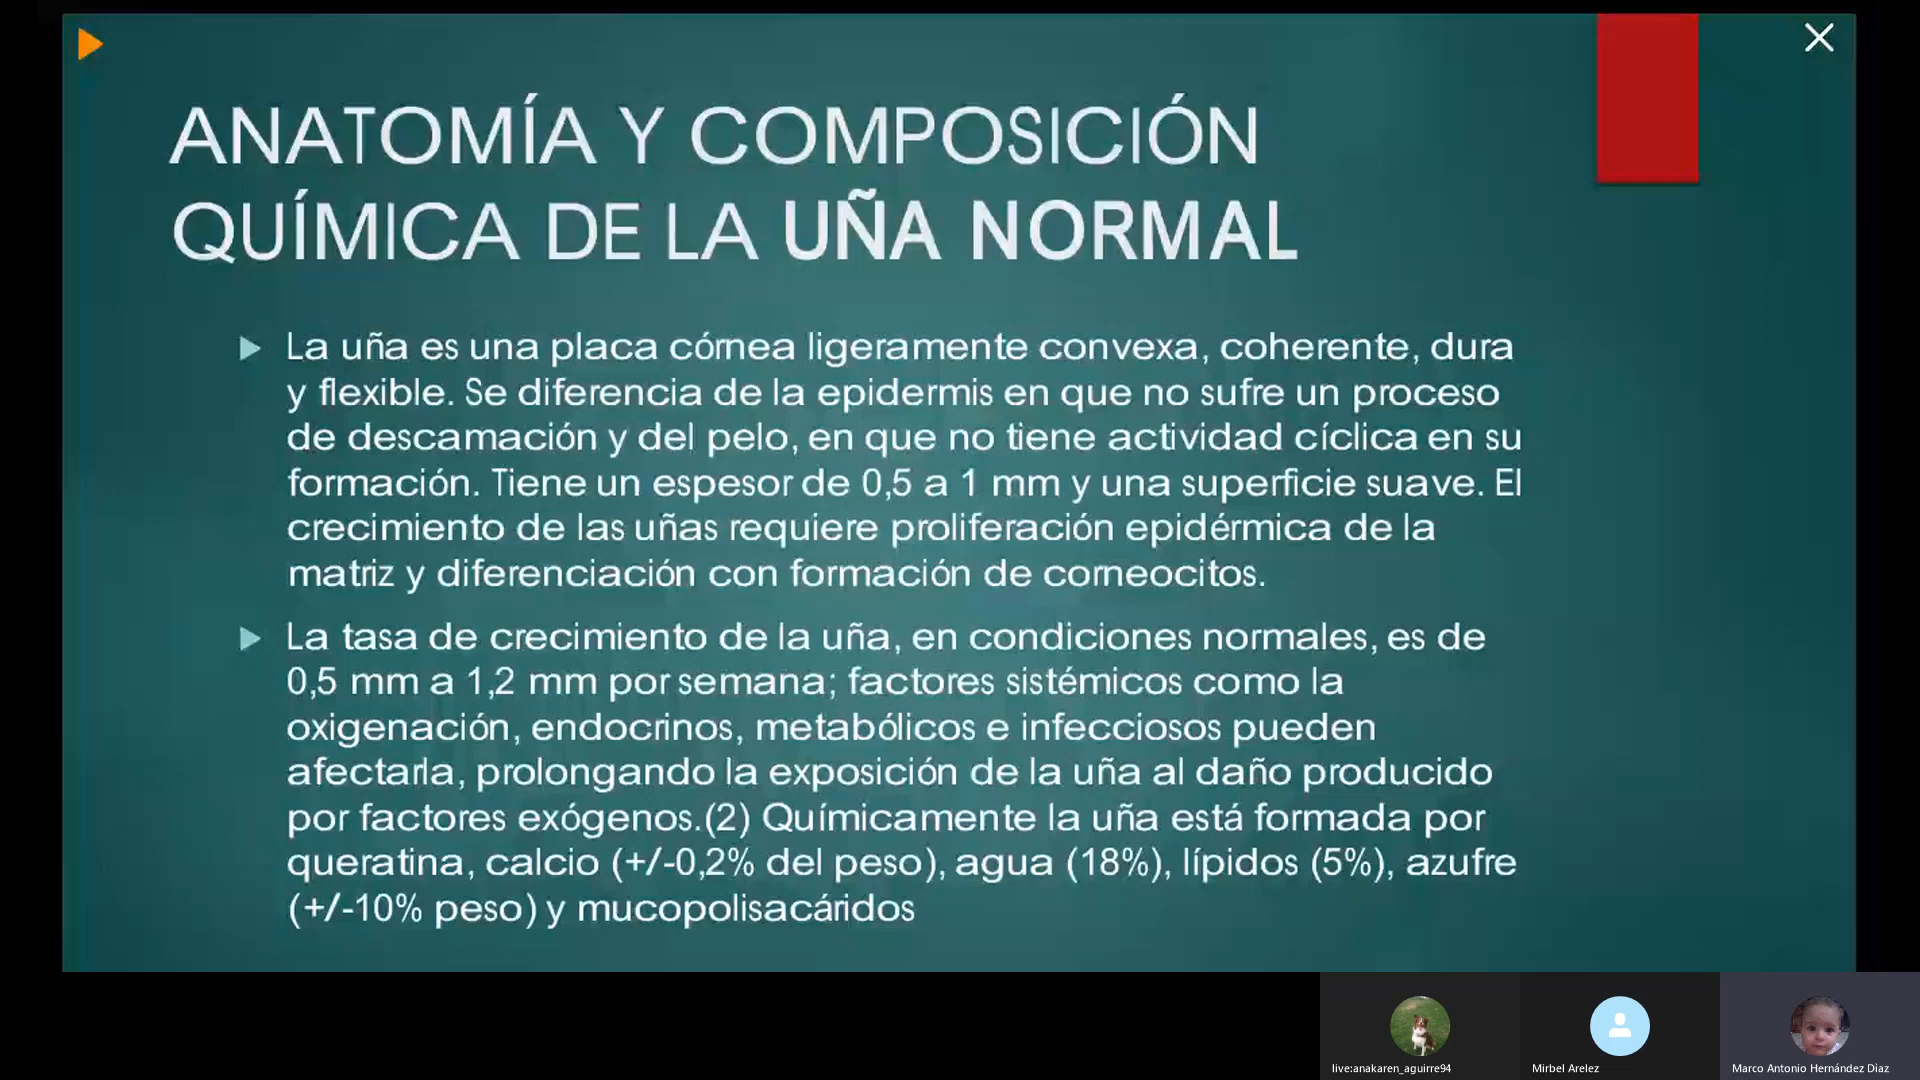 ANATOMÍA Y COMPOSICIÓN
QUÍMICA DE LA UÑA NORMAL
La uña es una placa córnea ligeramente convexa, coherente, dura
y flexible. Se diferencia de la epidermis en que no sufre un proceso
de descamación y del pelo, en que no tiene actividad cíclica en su
formación. Tiene un espesor de 0,5 a 1 mm y una superficie suave. El
crecimiento de las uñas requiere proliferación epidérmica de la
matriz y diferenciación con formación de corneocitos.
La tasa de crecimiento de la uña, en condiciones normales, es de
0,5 mm a 1,2 mm por semana; factores sistémicos como la
oxigenación, endocrinos, metabólicos e infecciosos pueden
afectarla, prolongando la exposición de la uña al daño producido
por factores exógenos.(2) Químicamente la uña está formada por
queratina, calcio (+/-0,2% del peso), agua (18%), lípidos (5%), azufre
(+/-10% peso) y mucopolisacáridos
live:anakaren_aguirre94
Mirbel Arelez
Marco Antonio Hernández Dìaz